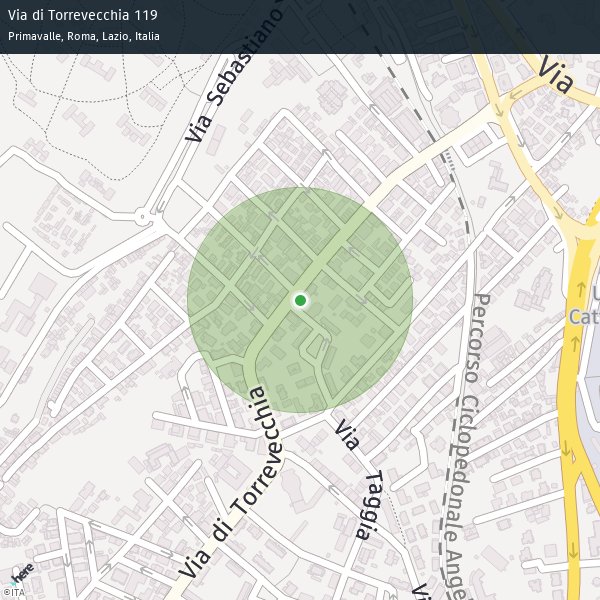 Via di Torrevecchia 119
Primavalle, Roma, Lazio, Italia
Via Sebastiano
Via
Percorso Ciclopedonale Ange
U
Cat
Via di Torrevecchia
Via Taggia
Vi
here
©ITA